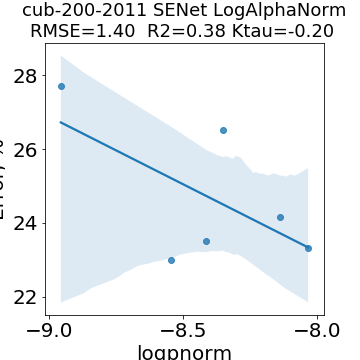 cub-200-2011 SENet LogAlphaNorm
RMSE=1.40 R2=0.38 Ktau=-0.20
28
26
24
22
−9.0 −8.5 −8.0
logpnorm